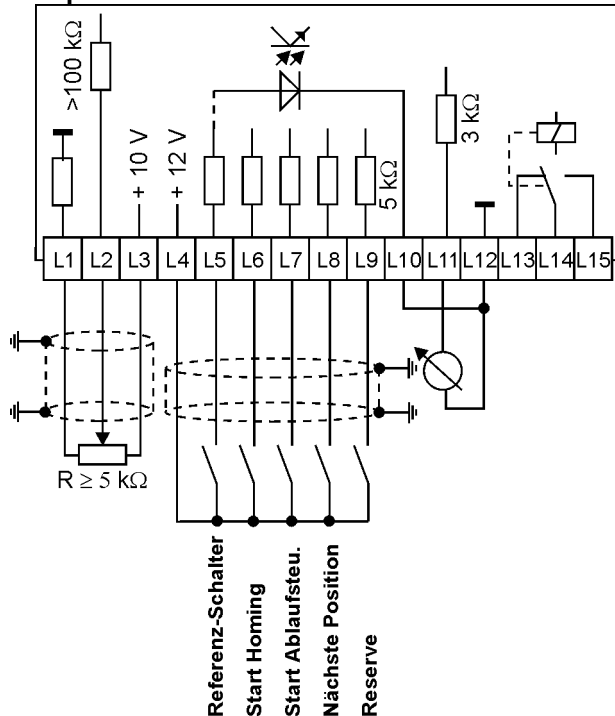 >100 kΩ
+ 10 V
+ 12 V
5 kΩ
3 kΩ
L1 L2 L3 L4 L5 L6 L7 L8 L9 L10 L11 L12 L13 L14 L15
R ≥ 5 kΩ
Referenz-Schalter
Start Homing
Start Ablaufsteu.
Nächste Position
Reserve